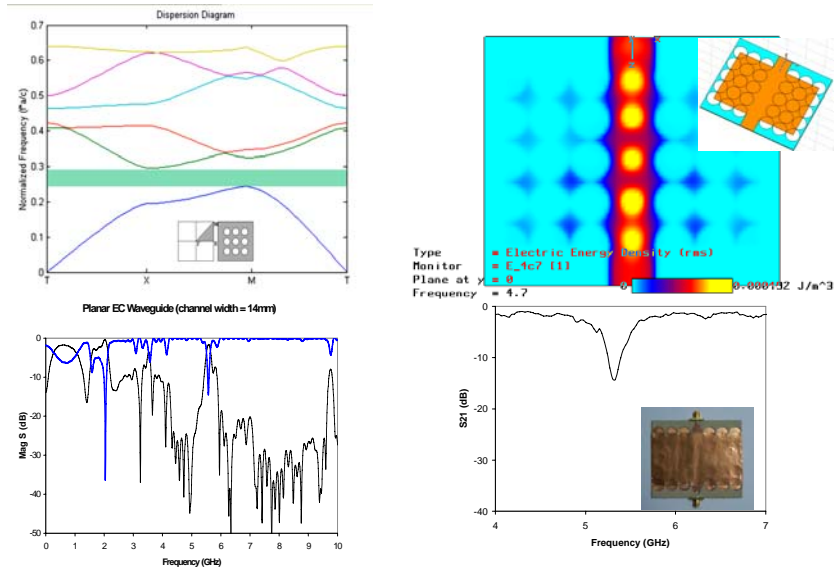 Dispersion Diagram
Normalized Frequency (f*a/c)
0.7
0.6
0.5
0.4
0.3
0.2
0.1
0
T X M T
Type = Electric Energy Density (rms)
Monitor = E_4c7 [1]
Plane at y = 0
Frequency = 4.7
0 0.000192 J/m^3
Planar EC Waveguide (channel width = 14mm)
Mag S (dB)
0
-10
-20
-30
-40
-50
0 1 2 3 4 5 6 7 8 9 10
Frequency (GHz)
S21 (dB)
0
-10
-20
-30
-40
4 5 6 7
Frequency (GHz)